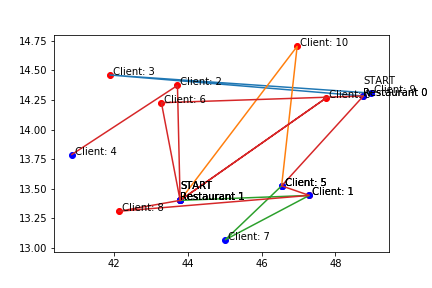 14.75
14.50
14.25
14.00
13.75
13.50
13.25
13.00
42
44
46
48
Client: 10
Client: 3
Client: 2
Client: 9
START
Restaurant 0
Client: 6
Client:
Client: 4
START
Restaurant 1
Client: 5
Client: 1
Client: 8
Client: 7